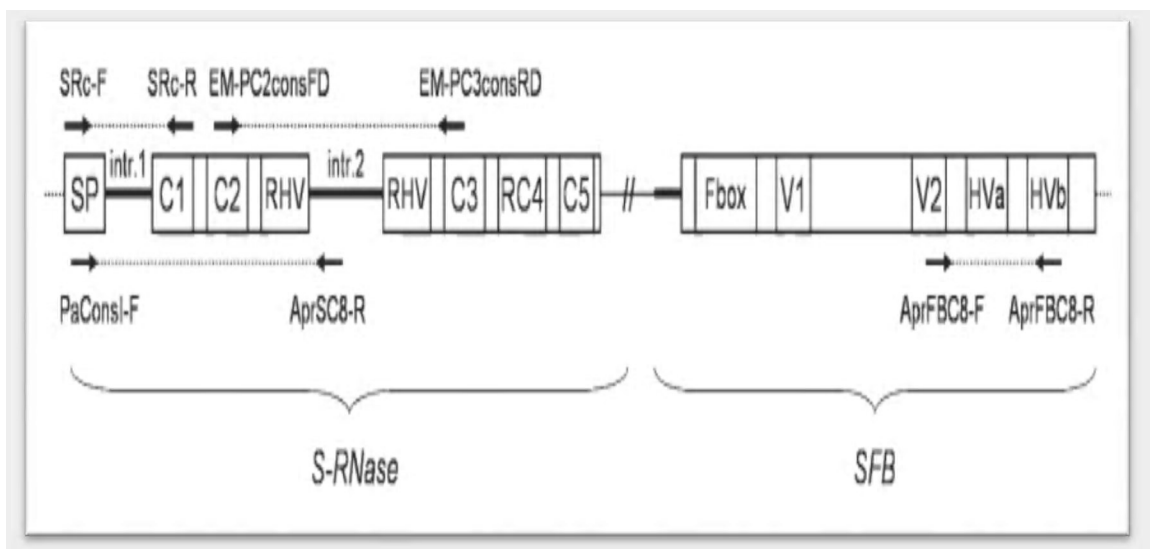 SRc-F SRc-R EM-PC2consFD EM-PC3consRD
intr.1 intr.2
SP C1 C2 RHV RHV C3 RC4 C5 // Fbox V1 V2 HVa HVb
PaConsI-F AprSC8-R AprFBC8-F AprFBC8-R
S-RNase SFB